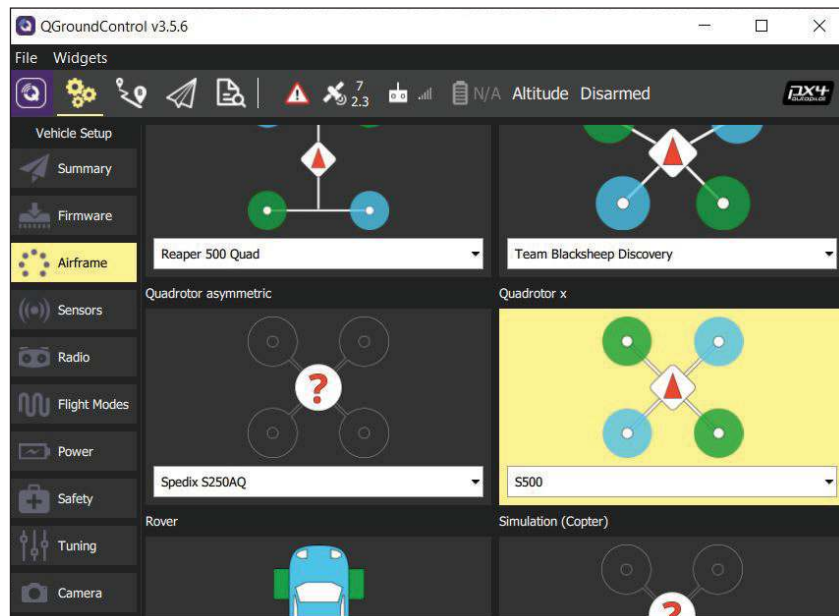 QGroundControl v3.5.6
File Widgets
7
2.3
N/A Altitude Disarmed
PX4
autopilot
Vehicle Setup
Summary
Firmware
Airframe
Sensors
Radio
Flight Modes
Power
Safety
Tuning
Camera
Reaper 500 Quad
Team Blacksheep Discovery
Quadrotor asymmetric
Quadrotor x
?
Spedix S250AQ
S500
Rover
Simulation (Copter)
?